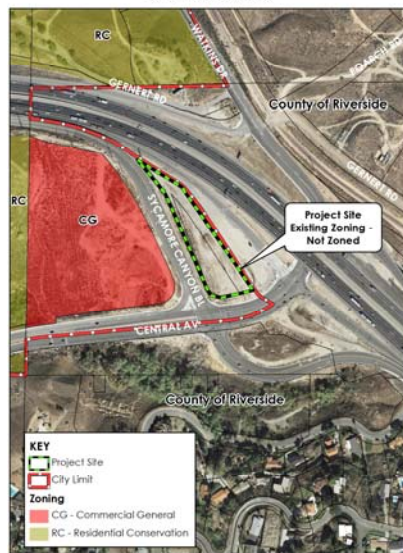 RC
WATKINS DR
GERNERT RD
County of Riverside
GERNERT RD
RC
CG
SYCAMORE CANYON BL
Project Site
Existing Zoning -
Not Zoned
CENTRAL AV
County of Riverside
KEY
Project Site
City Limit
Zoning
CG - Commercial General
RC - Residential Conservation